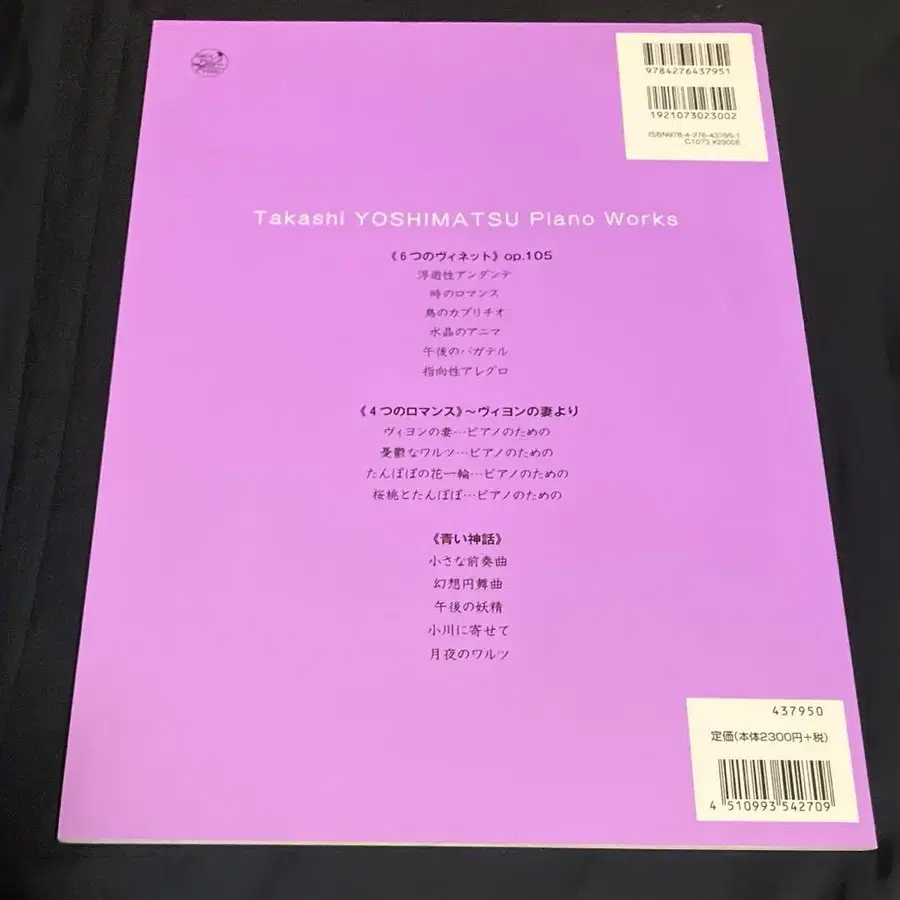 9784276437951
1921073023002
ISBN978-4-276-43795-1
C1073 ¥2300E
Takashi YOSHIMATSU Piano Works
《6つのヴィネット》op.105
浮遊性アンダンテ
時のロマンス
鳥のカプリチオ
水晶のアニマ
午後のバガテル
指向性アレグロ
《4つのロマンス》〜ヴィヨンの妻より
ヴィヨンの妻…ピアノのための
憂鬱なワルツ…ピアノのための
たんぽぽの花一輪…ピアノのための
桜桃とたんぽぽ…ピアノのための
《青い神話》
小さな前奏曲
幻想円舞曲
午後の妖精
小川に寄せて
月夜のワルツ
437950
定価(本体2300円+税)
4510993542709